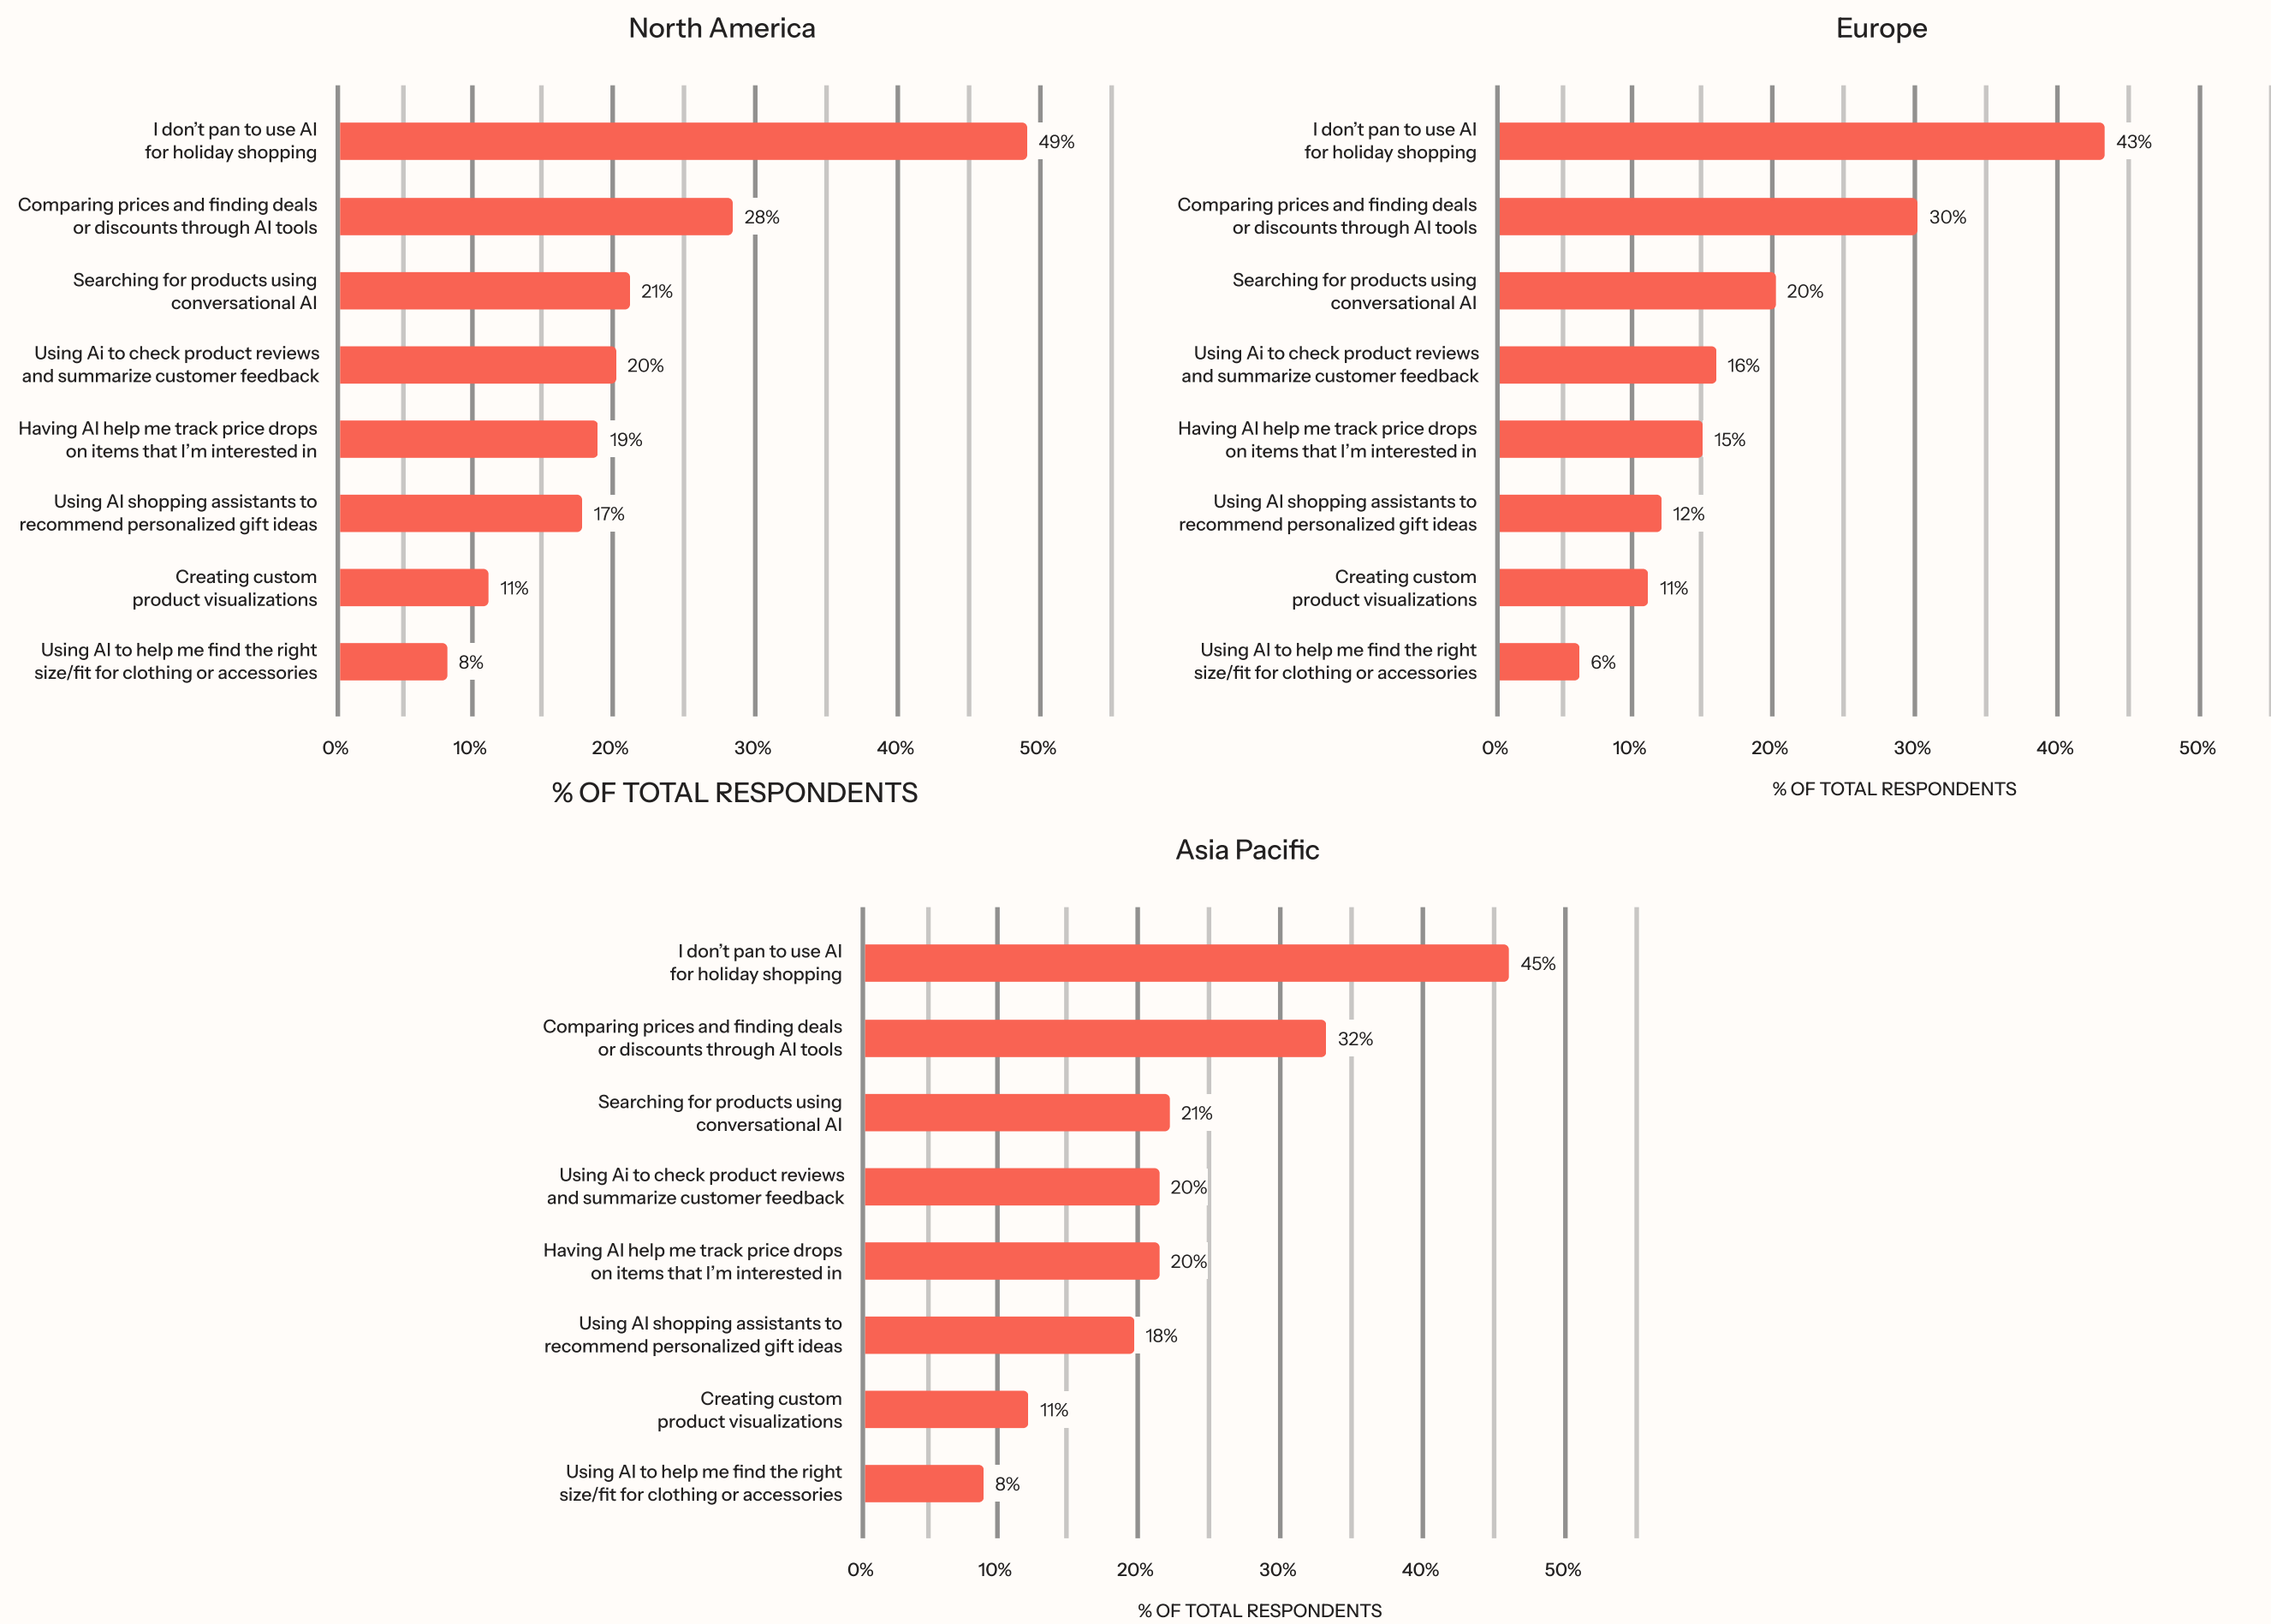 North America
I don't pan to use AI
for holiday shopping
49%
Comparing prices and finding deals
or discounts through AI tools
28%
Searching for products using
conversational AI
21%
Using Ai to check product reviews
and summarize customer feedback
20%
Having AI help me track price drops
on items that I'm interested in
19%
Using AI shopping assistants to
recommend personalized gift ideas
17%
Creating custom
product visualizations
11%
Using AI to help me find the right
size/fit for clothing or accessories
8%
0% 10% 20% 30% 40% 50%
% OF TOTAL RESPONDENTS
Europe
I don't pan to use AI
for holiday shopping
43%
Comparing prices and finding deals
or discounts through AI tools
30%
Searching for products using
conversational AI
20%
Using Ai to check product reviews
and summarize customer feedback
16%
Having AI help me track price drops
on items that I'm interested in
15%
Using AI shopping assistants to
recommend personalized gift ideas
12%
Creating custom
product visualizations
11%
Using AI to help me find the right
size/fit for clothing or accessories
6%
0% 10% 20% 30% 40% 50%
% OF TOTAL RESPONDENTS
Asia Pacific
I don't pan to use AI
for holiday shopping
45%
Comparing prices and finding deals
or discounts through AI tools
32%
Searching for products using
conversational AI
21%
Using Ai to check product reviews
and summarize customer feedback
20%
Having AI help me track price drops
on items that I'm interested in
20%
Using AI shopping assistants to
recommend personalized gift ideas
18%
Creating custom
product visualizations
11%
Using AI to help me find the right
size/fit for clothing or accessories
8%
0% 10% 20% 30% 40% 50%
% OF TOTAL RESPONDENTS